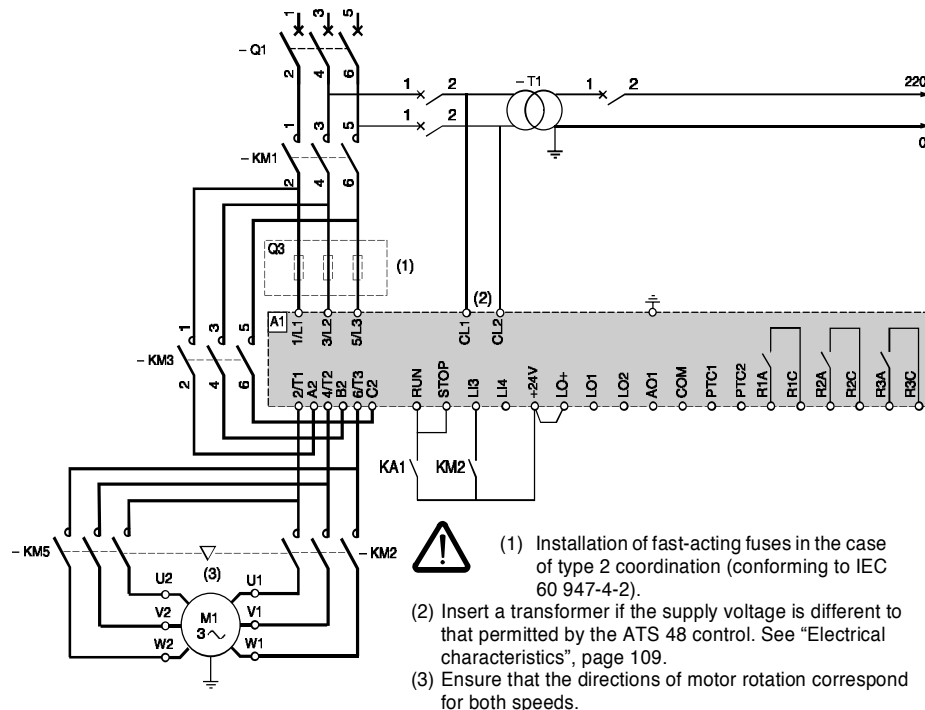 1 3 5
– Q1
2 4 6
1 2 – T1 1 2
220
1 2
0
1 3 5
– KM1
2 4 6
Q3
(1)
(2)
A1 1/L1 3/L2 5/L3 CL1 CL2
1 3 5
– KM3
2 4 6
2/T1 A2 4/T2 B2 6/T3 C2 RUN STOP LI3 LI4 +24V LO+ LO1 LO2 AO1 COM PTC1 PTC2 R1A R1C R2A R2C R3A R3C
KA1 KM2
– KM5
– KM2
(3)
U2 U1
V2 M1 V1
3
W2 W1
(1) Installation of fast-acting fuses in the case
of type 2 coordination (conforming to IEC
60 947-4-2).
(2) Insert a transformer if the supply voltage is different to
that permitted by the ATS 48 control. See “Electrical
characteristics”, page 109.
(3) Ensure that the directions of motor rotation correspond
for both speeds.